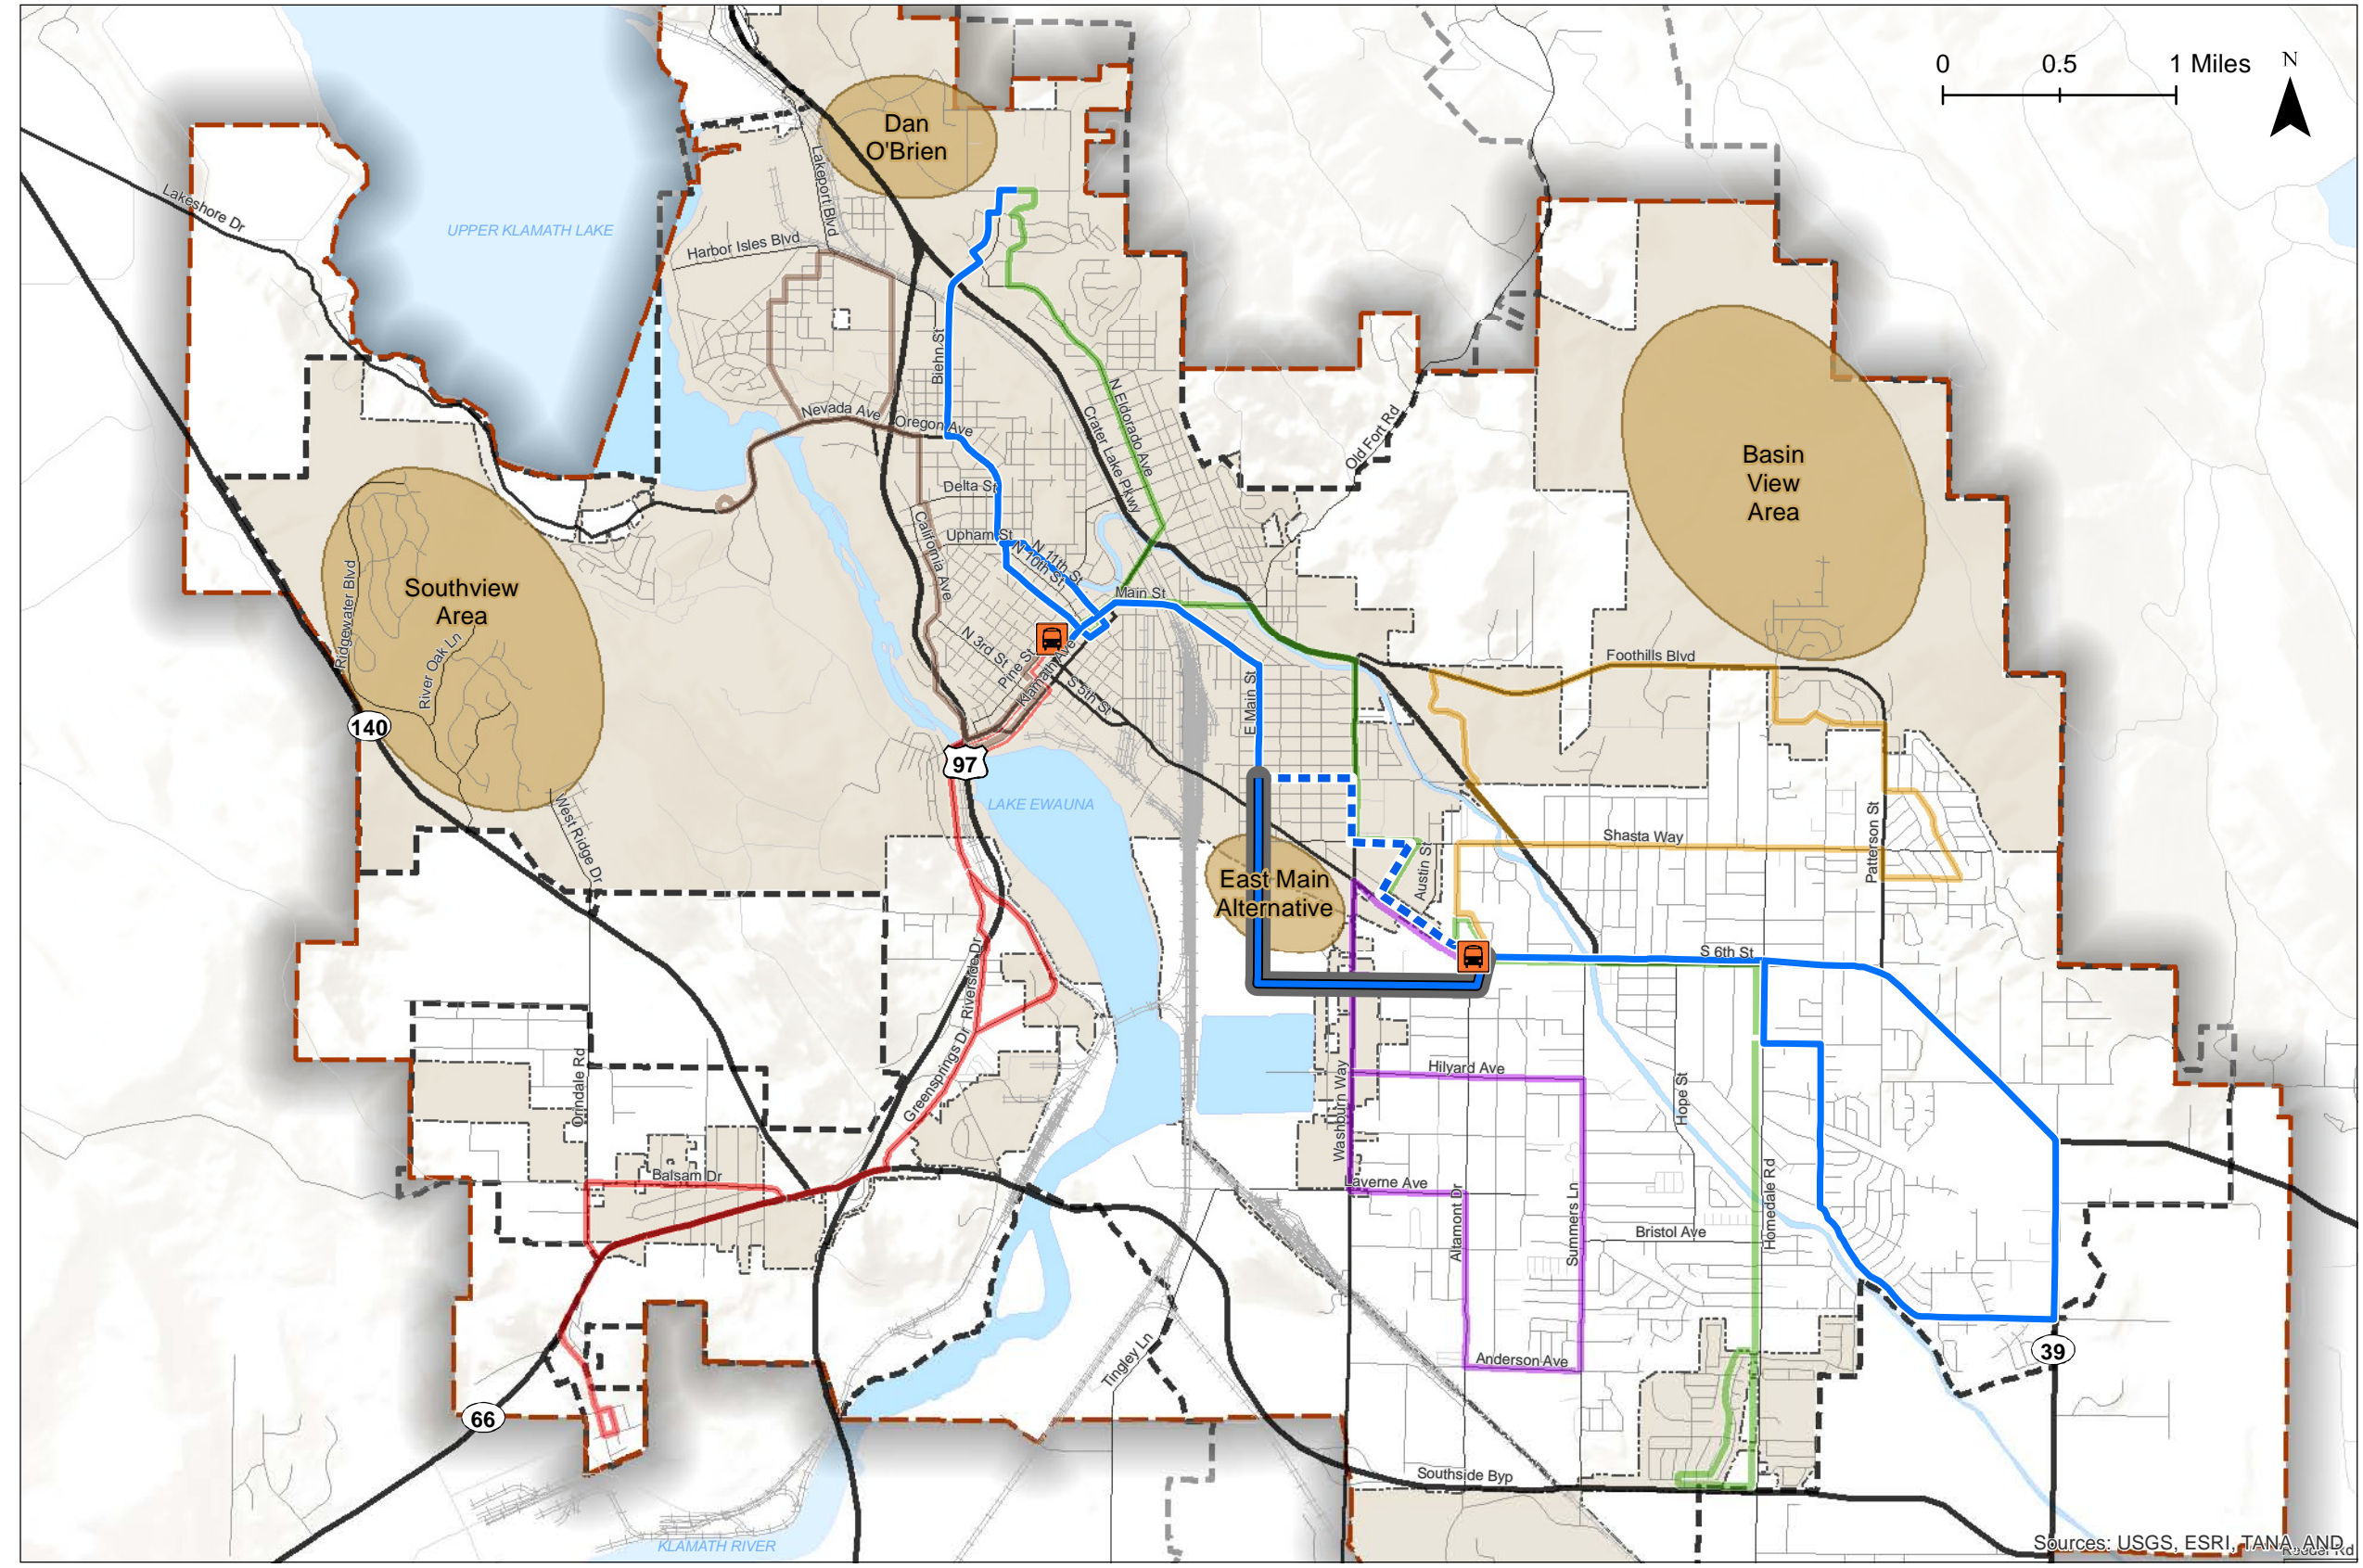 0 0.5 1 Miles
N
Dan
O'Brien
Lakeshore Dr
UPPER KLAMATH LAKE
Lakeport Blvd
Harbor Isles Blvd
Biehn St
Nevada Ave
Oregon Ave
N Eldorado Ave
Crater Lake Pkwy
Old Fort Rd
Basin
View
Area
Delta St
Upham St
N 11th St
N 10th St
California Ave
Main St
Southview
Area
Ridgewater Blvd
River Oak Ln
N 3rd St
Pine St
Klamath Ave
S 5th St
E Main St
Foothills Blvd
140
97
LAKE EWAUNA
West Ridge Dr
Shasta Way
Patterson St
Austin St
East Main
Alternative
S 6th St
Riverside Dr
Greensprings Dr
Orindale Rd
Washburn Way
Hilyard Ave
Hope St
Balsam Dr
Laverne Ave
Altamont Dr
Summers Ln
Homedale Rd
Bristol Ave
Anderson Ave
39
Tingley Ln
66
Southside Byp
KLAMATH RIVER
Sources: USGS, ESRI, TANA, AND